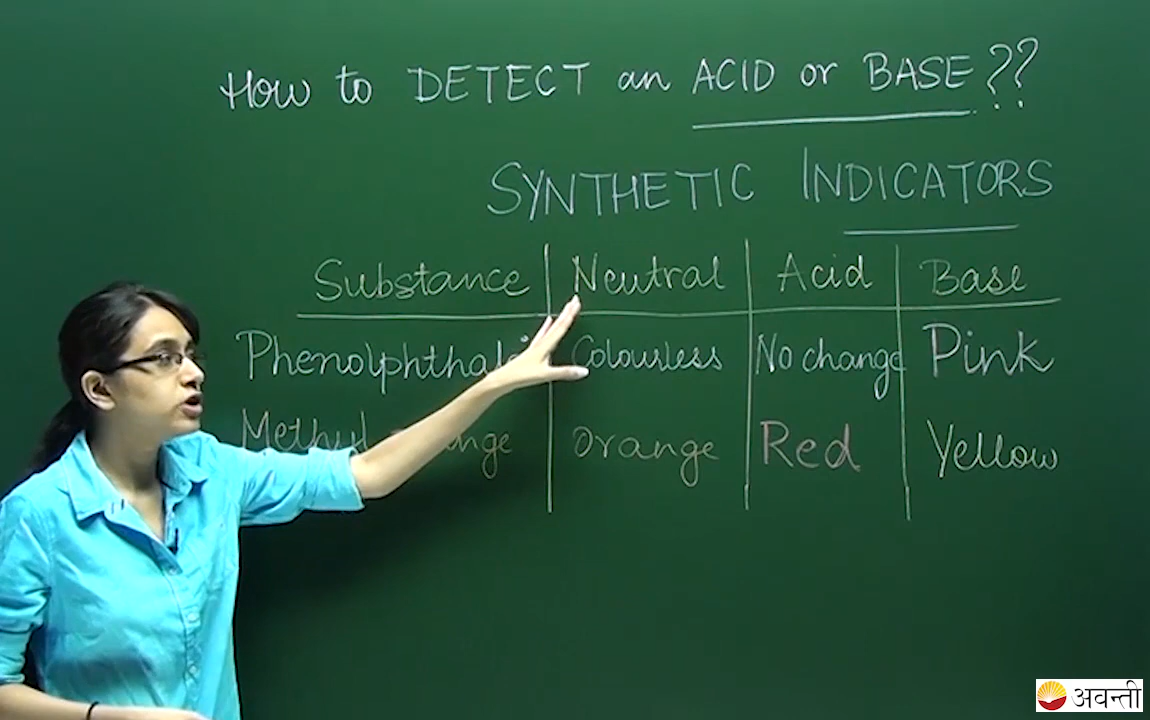 How to DETECT an ACID or BASE??
SYNTHETIC INDICATORS
Substance Neutral Acid Base
Colourless No change Pink
Methyl Orange Red Yellow
अवन्ती